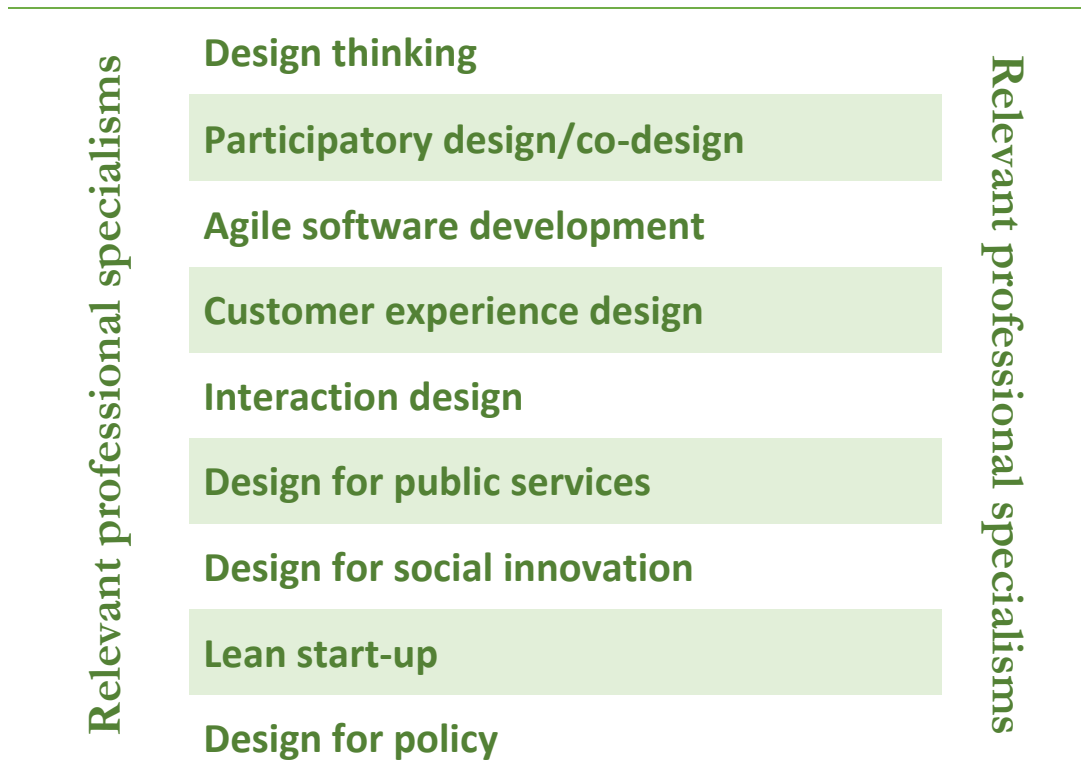 Relevant professional specialisms
Design thinking
Participatory design/co-design
Agile software development
Customer experience design
Interaction design
Design for public services
Design for social innovation
Lean start-up
Design for policy
Relevant professional specialisms